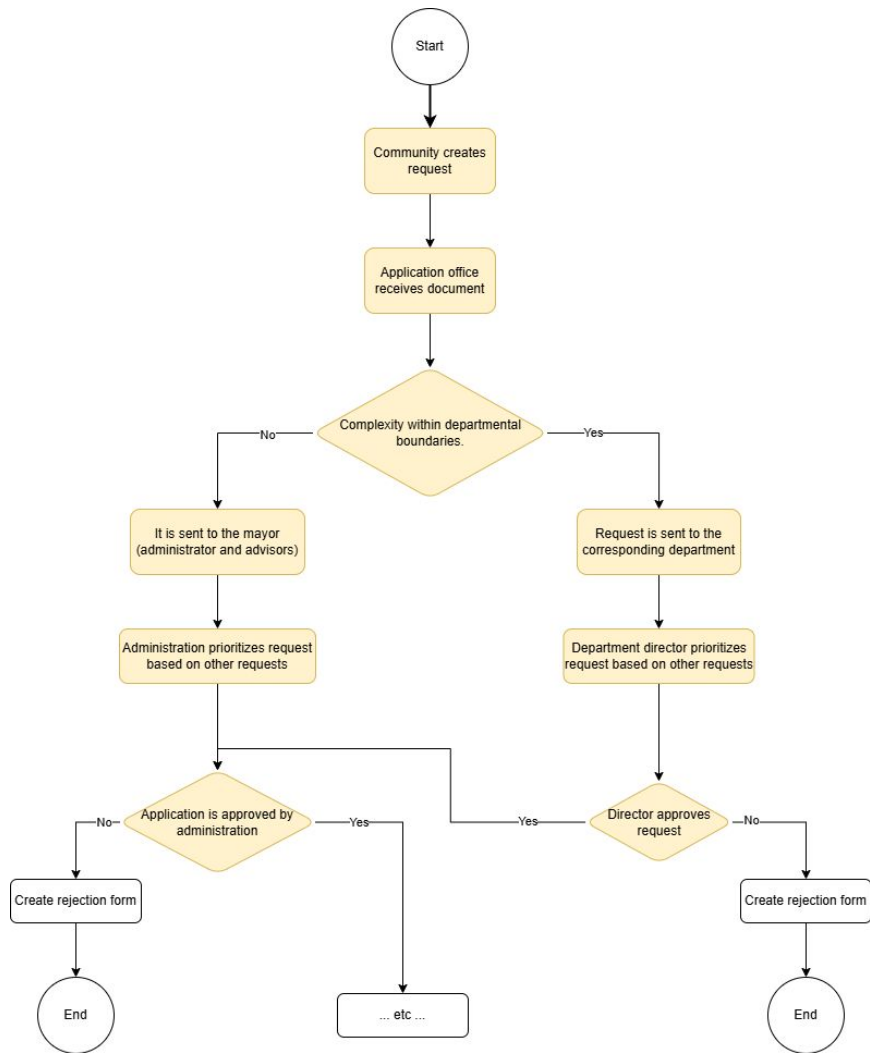 Start
Community creates
request
Application office
receives document
Complexity within departmental
boundaries.
No
Yes
It is sent to the mayor
(administrator and advisors)
Request is sent to the
corresponding department
Administration prioritizes request
based on other requests
Department director prioritizes
request based on other requests
No
Application is approved by
administration
Yes
Yes
Director approves
request
No
Create rejection form
Create rejection form
End
... etc ...
End